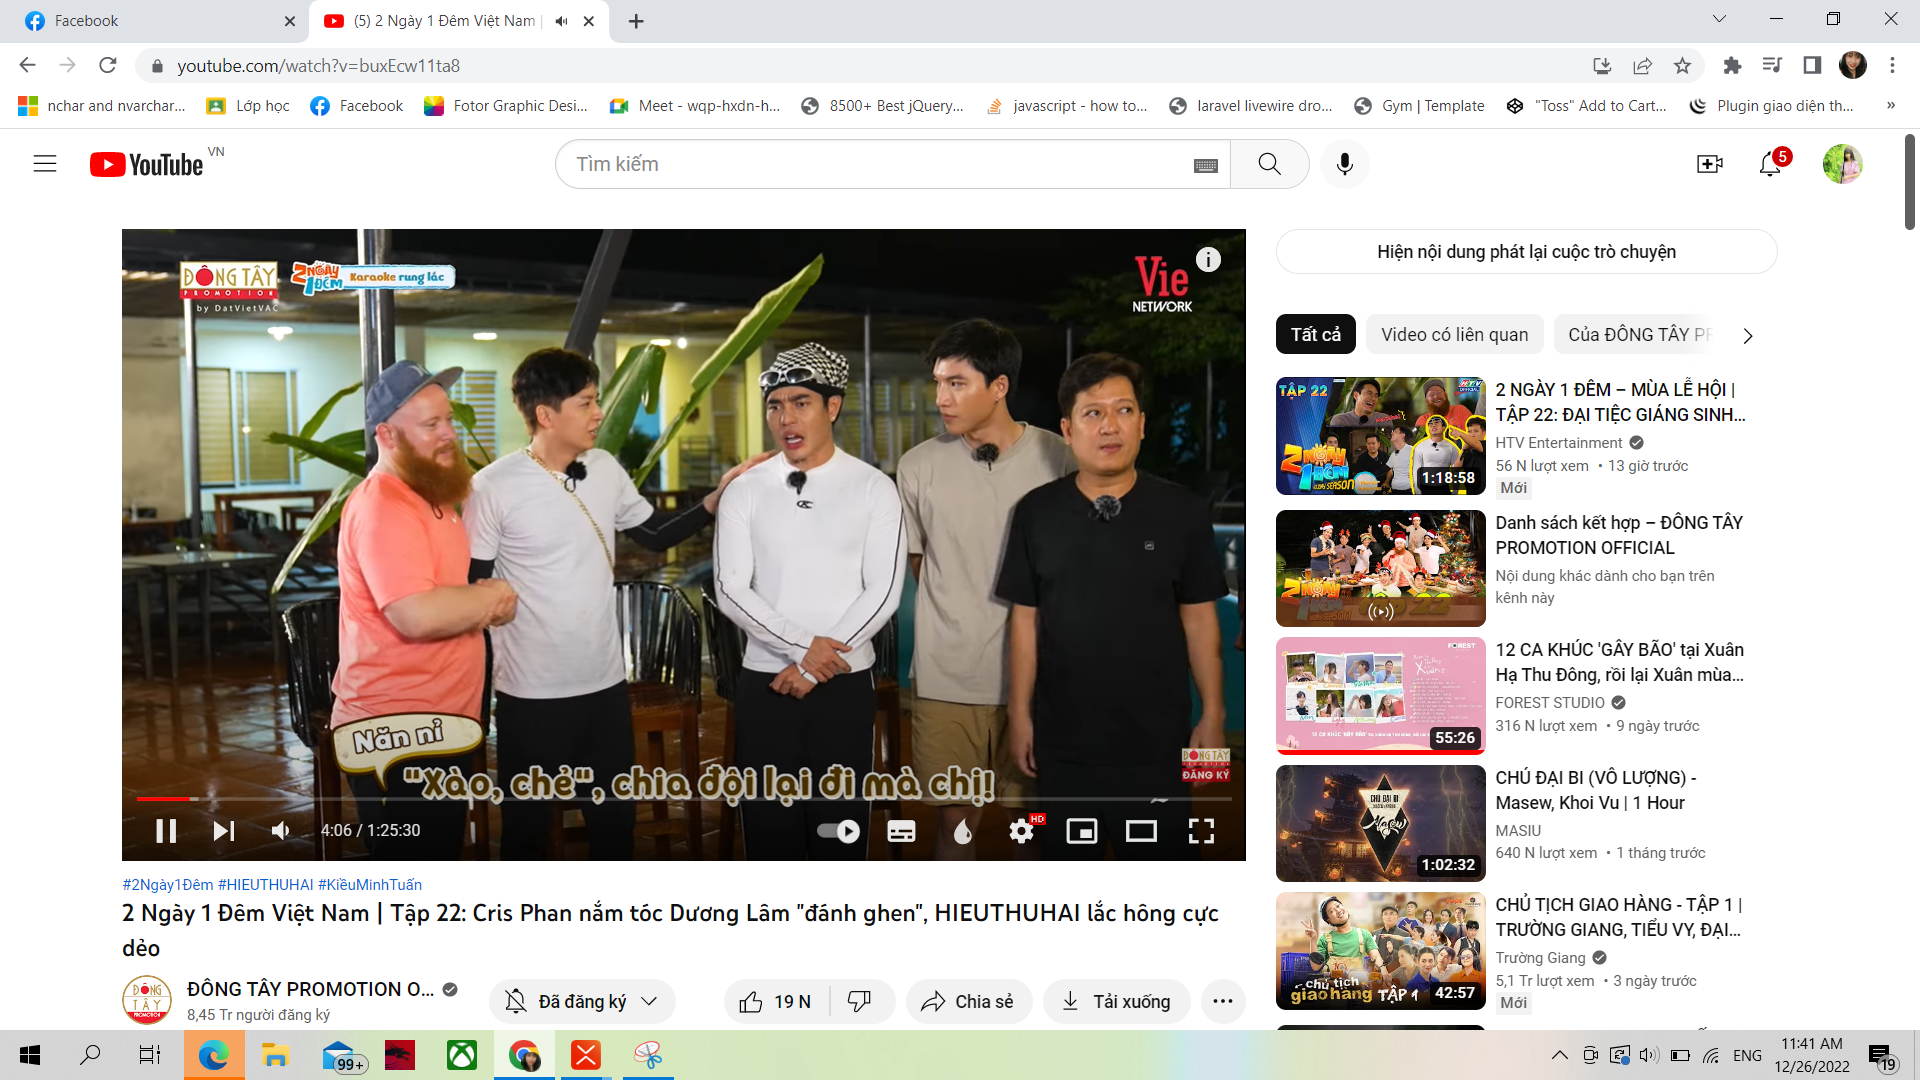 Facebook
(5) 2 Ngày 1 Đêm Việt Nam |
youtube.com/watch?v=buxEcw11ta8
nchar and nvarchar...
Lớp học
Facebook
Fotor Graphic Desi...
Meet - wqp-hxdn-h...
8500+ Best jQuery...
javascript - how to...
laravel livewire dro...
Gym | Template
"Toss" Add to Cart...
Plugin giao diện th...
»
YouTube VN
Tìm kiếm
5
ĐÔNG TÂY
PROMOTION
by DatVietVAC
2 NGÀY 1 ĐÊM
Karaoke rung lắc
Vie
NETWORK
Năn nỉ
"Xào, chẻ", chia đội lại đi mà chị!
ĐÔNG TÂY
ĐĂNG KÝ
4:06 / 1:25:30
HD
#2Ngày1Đêm #HIEUTHUHAI #KiềuMinhTuấn
2 Ngày 1 Đêm Việt Nam | Tập 22: Cris Phan nắm tóc Dương Lâm "đánh ghen", HIEUTHUHAI lắc hông cực
dẻo
ĐÔNG TÂY PROMOTION O...
8,45 Tr người đăng ký
Đã đăng ký
19 N
Chia sẻ
Tải xuống
Hiện nội dung phát lại cuộc trò chuyện
Tất cả
Video có liên quan
Của ĐÔNG TÂY PR
TẬP 22
2 NGÀY 1 ĐÊM
1:18:58
2 NGÀY 1 ĐÊM – MÙA LỄ HỘI |
TẬP 22: ĐẠI TIỆC GIÁNG SINH...
HTV Entertainment
56 N lượt xem • 13 giờ trước
Mới
Danh sách kết hợp – ĐÔNG TÂY
PROMOTION OFFICIAL
Nội dung khác dành cho bạn trên
kênh này
FOREST
55:26
12 CA KHÚC 'GÂY BÃO' tại Xuân
Hạ Thu Đông, rồi lại Xuân mùa...
FOREST STUDIO
316 N lượt xem • 9 ngày trước
CHÚ ĐẠI BI
Masew
1:02:32
CHÚ ĐẠI BI (VÔ LƯỢNG) -
Masew, Khoi Vu | 1 Hour
MASIU
640 N lượt xem • 1 tháng trước
chủ tịch
giao hàng TẬP 1
42:57
CHỦ TỊCH GIAO HÀNG - TẬP 1 |
TRƯỜNG GIANG, TIỂU VY, ĐẠI...
Trường Giang
5,1 Tr lượt xem • 3 ngày trước
Mới
99+
ENG
11:41 AM
12/26/2022
19